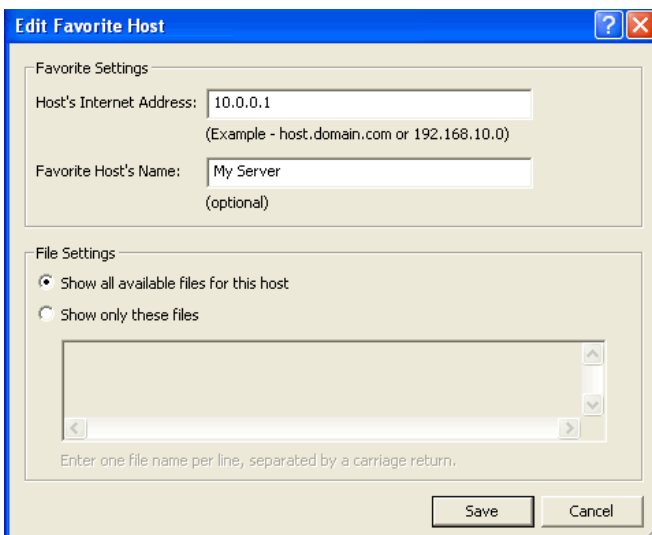 Edit Favorite Host
Favorite Settings
Host's Internet Address: 10.0.0.1
(Example - host.domain.com or 192.168.10.0)
Favorite Host's Name: My Server
(optional)
File Settings
Show all available files for this host
Show only these files
Enter one file name per line, separated by a carriage return.
Save Cancel